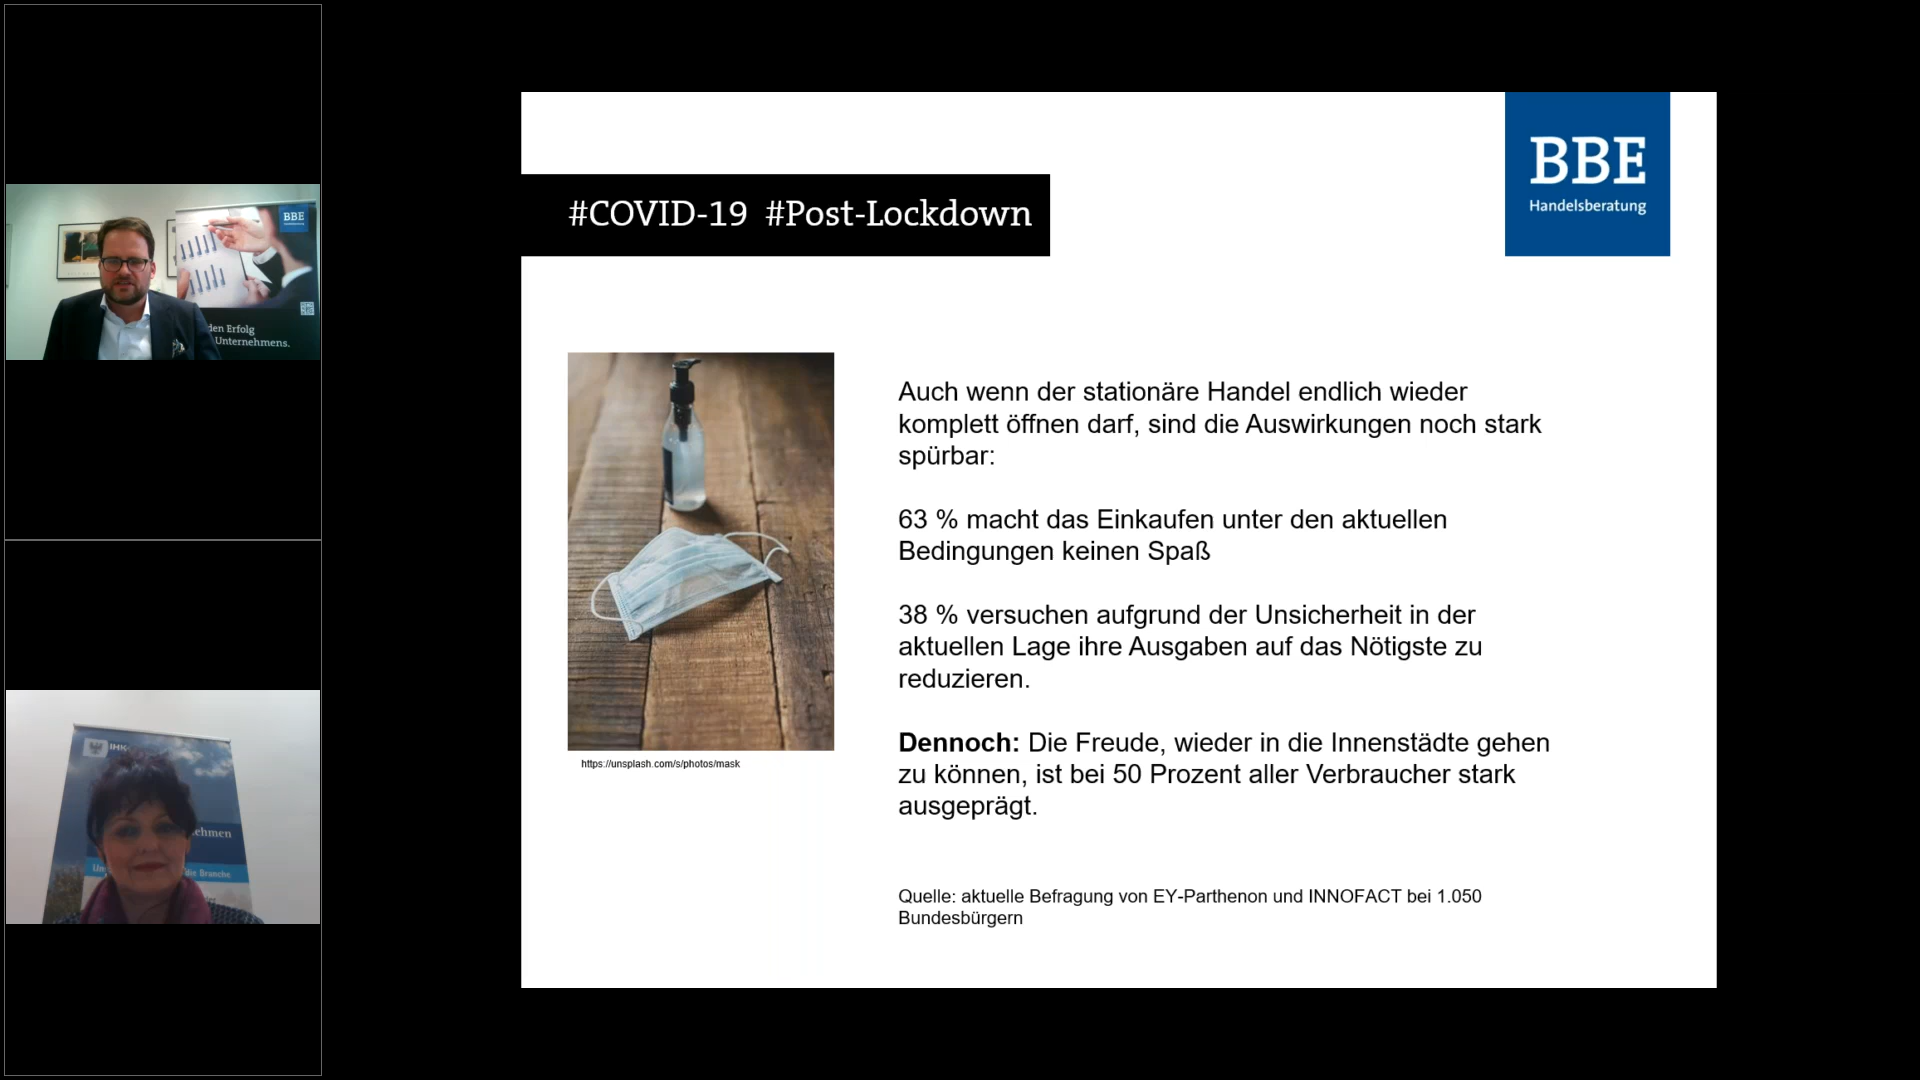 BBE
den Erfolg
Unternehmens.
IHK
ehmen
die Branche
#COVID-19 #Post-Lockdown
BBE
Handelsberatung
Auch wenn der stationäre Handel endlich wieder
komplett öffnen darf, sind die Auswirkungen noch stark
spürbar:
63 % macht das Einkaufen unter den aktuellen
Bedingungen keinen Spaß
38 % versuchen aufgrund der Unsicherheit in der
aktuellen Lage ihre Ausgaben auf das Nötigste zu
reduzieren.
Dennoch: Die Freude, wieder in die Innenstädte gehen
zu können, ist bei 50 Prozent aller Verbraucher stark
ausgeprägt.
https://unsplash.com/s/photos/mask
Quelle: aktuelle Befragung von EY-Parthenon und INNOFACT bei 1.050
Bundesbürgern